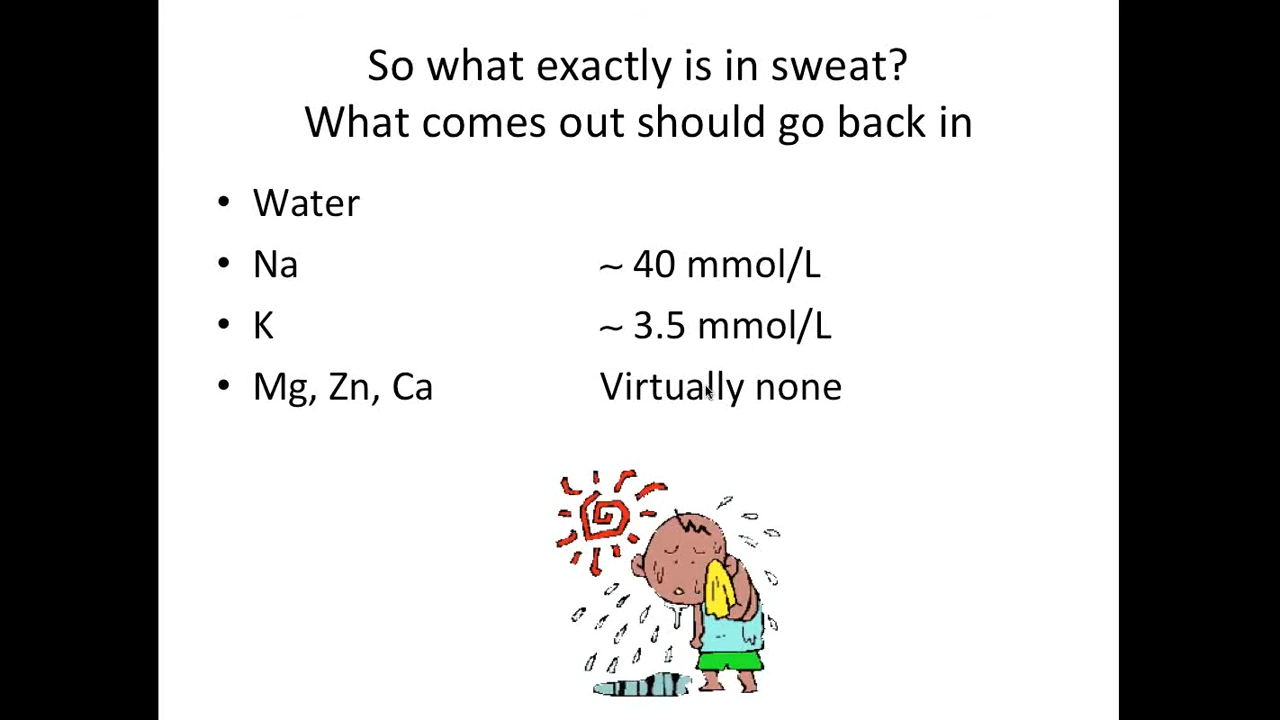 So what exactly is in sweat?
What comes out should go back in
• Water
• Na ~ 40 mmol/L
• K ~ 3.5 mmol/L
• Mg, Zn, Ca Virtually none